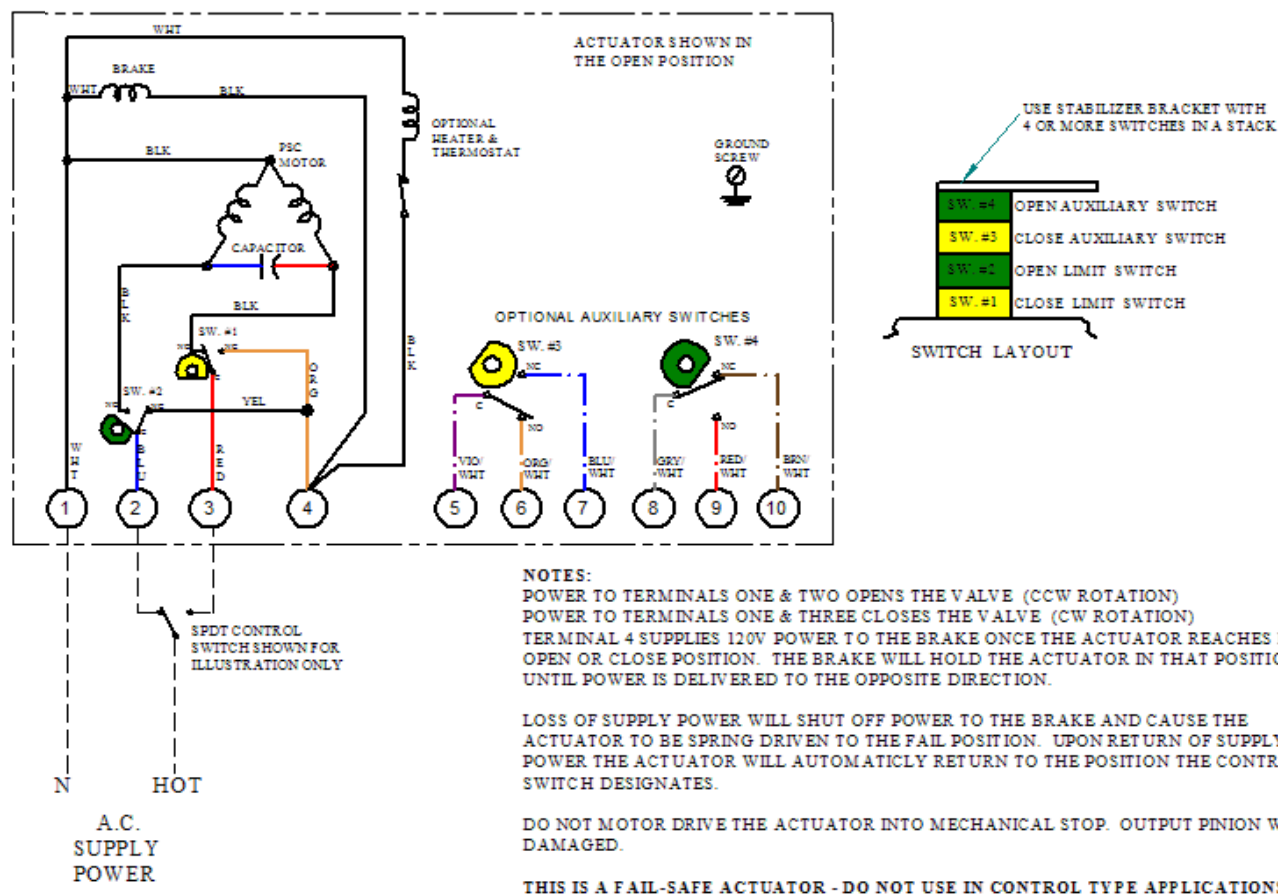 WHT
ACTUATOR SHOWN IN
THE OPEN POSITION
BRAKE
WHT
BLK
OPTIONAL
HEATER &
THERMOSTAT
BLK
PSC
MOTOR
GROUND
SCREW
CAPACITOR
BLK
BLK
SW. #1
NO
NC
C
ORG
BLK
SW. #2
NO
NC
C
YEL
WHT
BLU
RED
1
2
3
4
OPTIONAL AUXILIARY SWITCHES
SW. #3
NC
C
NO
VIO/
WHT
ORG/
WHT
BLU/
WHT
SW. #4
NC
C
NO
GRY/
WHT
RED/
WHT
BRN/
WHT
5
6
7
8
9
10
USE STABILIZER BRACKET WITH
4 OR MORE SWITCHES IN A STACK
SW. #4 OPEN AUXILIARY SWITCH
SW. #3 CLOSE AUXILIARY SWITCH
SW. #2 OPEN LIMIT SWITCH
SW. #1 CLOSE LIMIT SWITCH
SWITCH LAYOUT
SPDT CONTROL
SWITCH SHOWN FOR
ILLUSTRATION ONLY
N
HOT
A.C.
SUPPLY
POWER
NOTES:
POWER TO TERMINALS ONE & TWO OPENS THE VALVE (CCW ROTATION)
POWER TO TERMINALS ONE & THREE CLOSES THE VALVE (CW ROTATION)
TERMINAL 4 SUPPLIES 120V POWER TO THE BRAKE ONCE THE ACTUATOR REACHES
OPEN OR CLOSE POSITION. THE BRAKE WILL HOLD THE ACTUATOR IN THAT POSITIO
UNTIL POWER IS DELIVERED TO THE OPPOSITE DIRECTION.
LOSS OF SUPPLY POWER WILL SHUT OFF POWER TO THE BRAKE AND CAUSE THE
ACTUATOR TO BE SPRING DRIVEN TO THE FAIL POSITION. UPON RETURN OF SUPPLY
POWER THE ACTUATOR WILL AUTOMATICLY RETURN TO THE POSITION THE CONTR
SWITCH DESIGNATES.
DO NOT MOTOR DRIVE THE ACTUATOR INTO MECHANICAL STOP. OUTPUT PINION W
DAMAGED.
THIS IS A FAIL-SAFE ACTUATOR - DO NOT USE IN CONTROL TYPE APPLICATIONS